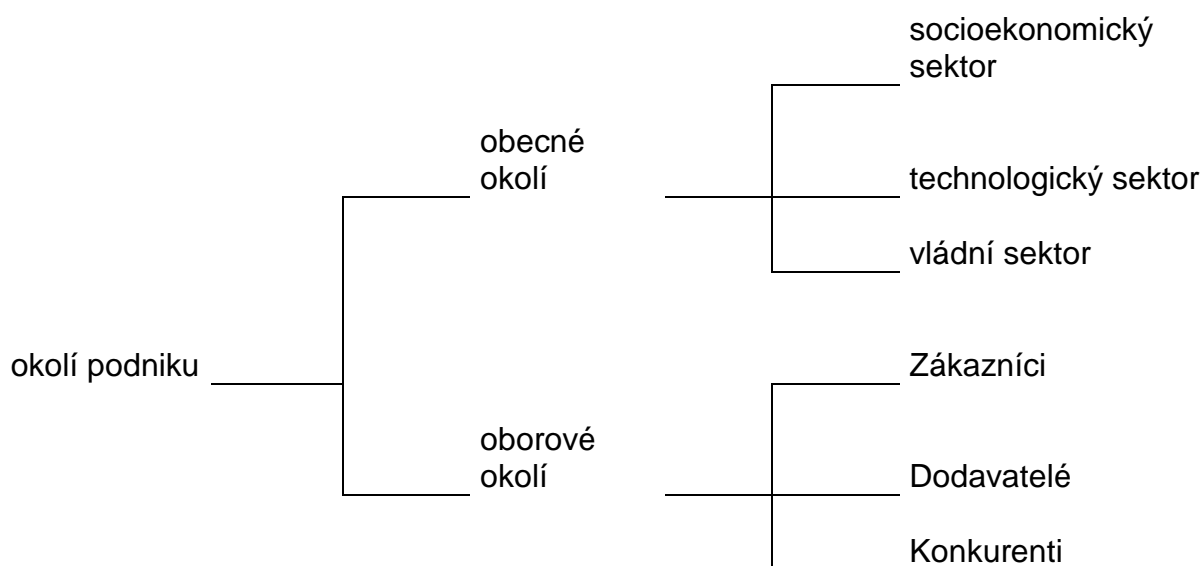 socioekonomický
sektor
obecné
okolí
technologický sektor
vládní sektor
okolí podniku
Zákazníci
oborové
okolí
Dodavatelé
Konkurenti